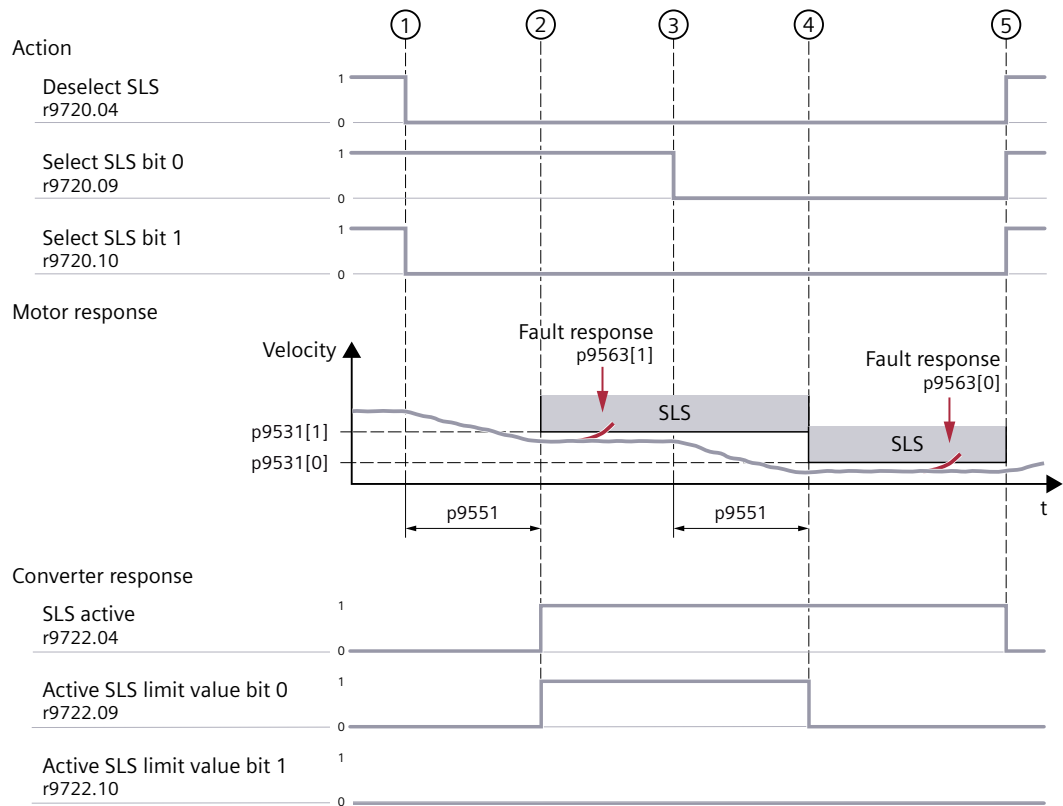 1 2 3 4 5
Action
Deselect SLS
r9720.04
1
0
Select SLS bit 0
r9720.09
1
0
Select SLS bit 1
r9720.10
1
0
Motor response
Velocity
Fault response
p9563[1]
Fault response
p9563[0]
SLS
SLS
p9531[1]
p9531[0]
t
p9551
p9551
Converter response
SLS active
r9722.04
1
0
Active SLS limit value bit 0
r9722.09
1
0
Active SLS limit value bit 1
r9722.10
1
0